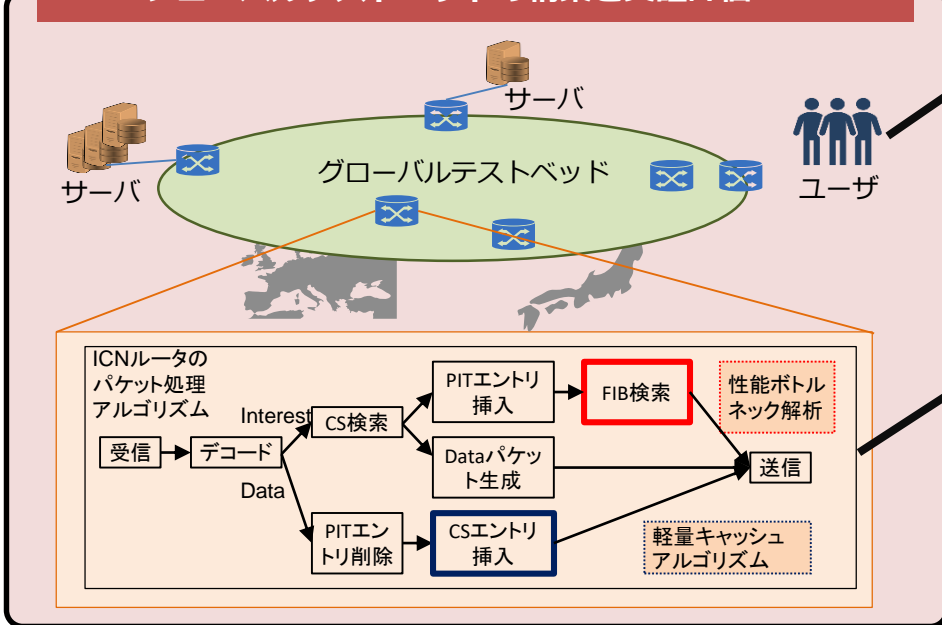 サーバ
サーバ
グローバルテストベッド
ユーザ
ICNルータの
パケット処理
アルゴリズム
受信
デコード
Interest
Data
CS検索
PITエントリ
挿入
FIB検索
性能ボトル
ネック解析
Dataパケッ
ト生成
送信
PITエン
トリ削除
CSエントリ
挿入
軽量キャッシュ
アルゴリズム